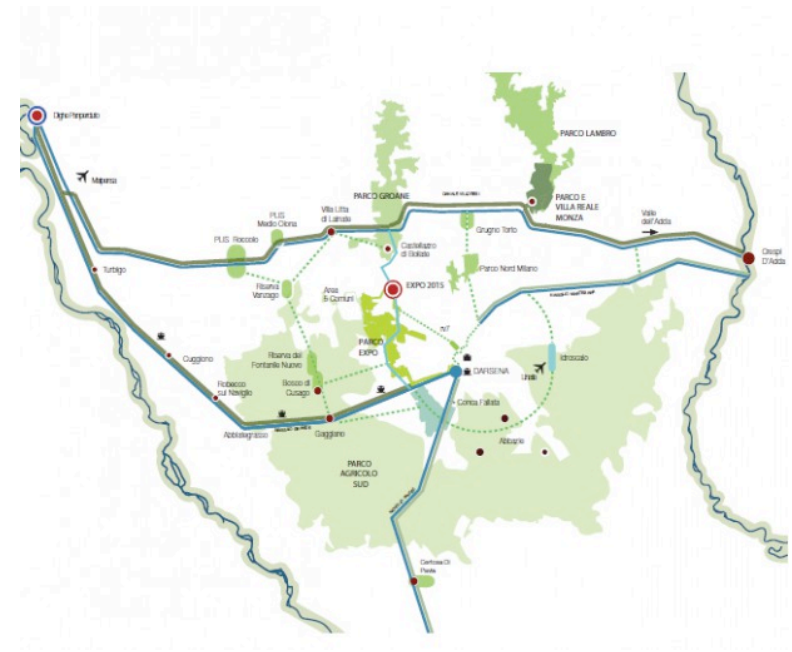 Dighe Panperduto
Malpensa
PARCO LAMBRO
PARCO GROANE
PARCO E
VILLA REALE
MONZA
Villa Litta
di Lainate
PLIS
Medio Olona
PLIS Roccolo
Valle
dell'Adda
Grugno Torto
Castellazzo
di Bollate
Crespi
D'Adda
Turbigo
Parco Nord Milano
Riserva
Vanzago
Area
6 Comuni
EXPO 2015
PARCO
EXPO
Cuggiono
Riserva del
Fontanile Nuovo
Idroscalo
Linate
DARSENA
Bosco di
Cusago
Robecco
sul Naviglio
Conca Fallata
Gaggiano
Abbiategrasso
Abbazie
PARCO
AGRICOLO
SUD
Certosa Di
Pavia